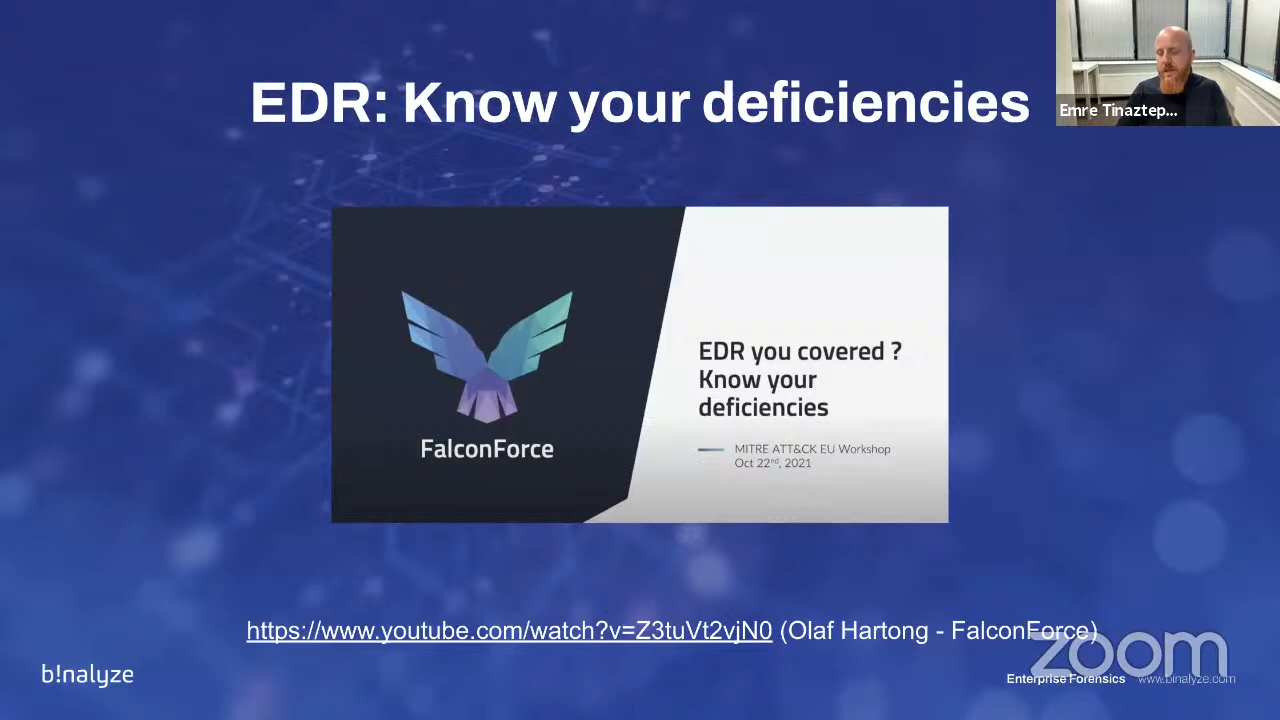 EDR: Know your deficiencies
Emre Tinaztep...
FalconForce
EDR you covered ?
Know your
deficiencies
MITRE ATT&CK EU Workshop
Oct 22nd, 2021
https://www.youtube.com/watch?v=Z3tuVt2vjN0 (Olaf Hartong - FalconForce)
zoom
b!nalyze
Enterprise Forensics www.binalyze.com